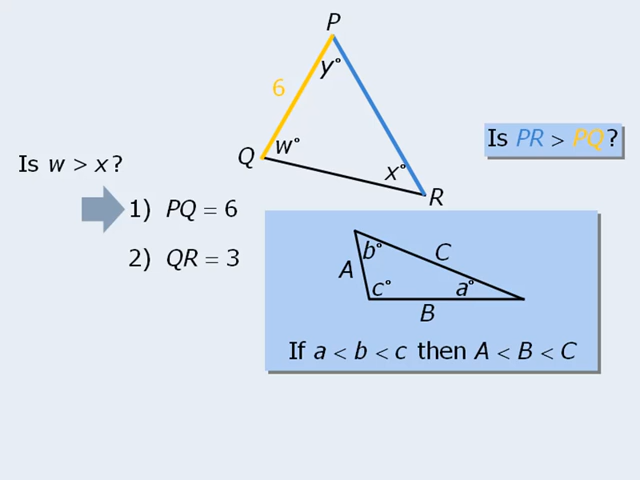 P
y°
6
Q
w°
x°
R
Is PR > PQ?
Is w > x?
1) PQ = 6
2) QR = 3
b°
C
A
c°
a°
B
If a < b < c then A < B < C